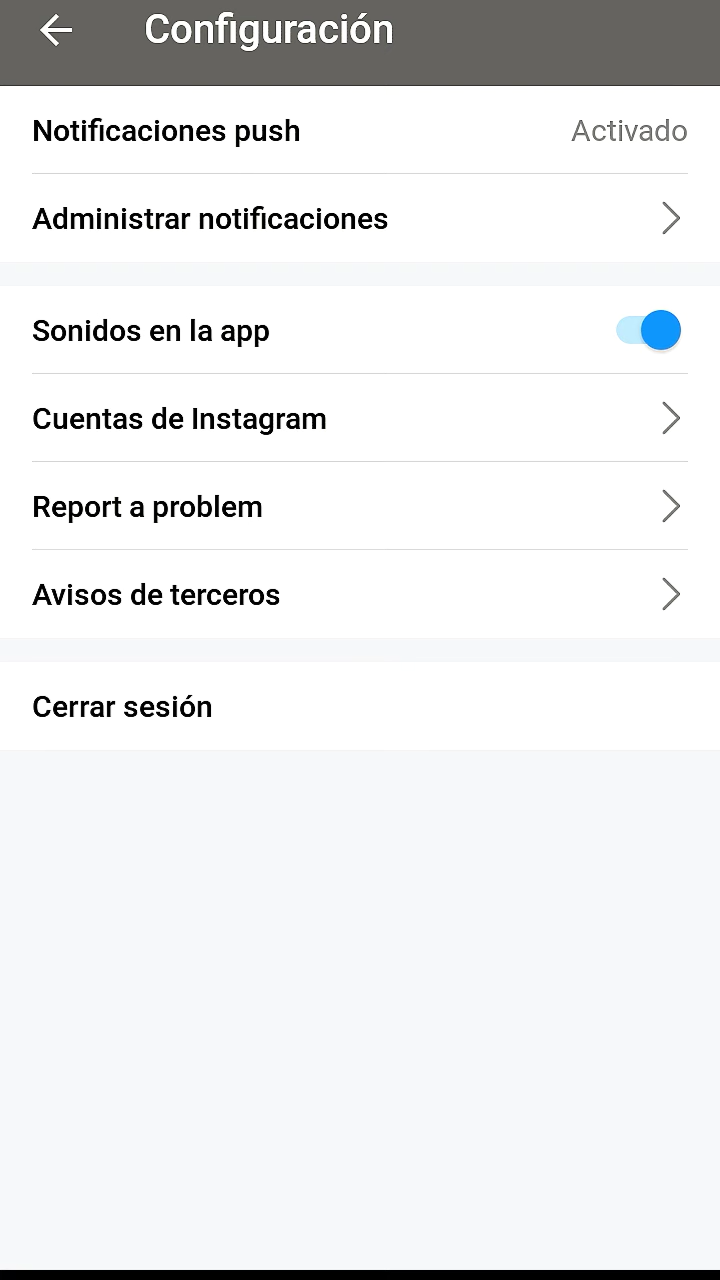 Configuración
Notificaciones push Activado
Administrar notificaciones
Sonidos en la app
Cuentas de Instagram
Report a problem
Avisos de terceros
Cerrar sesión